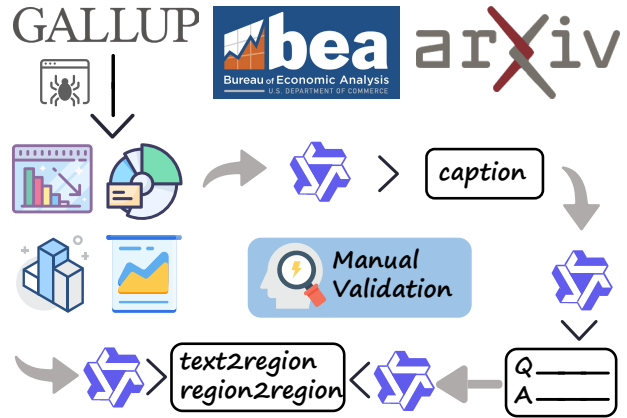 GALLUP
bea
Bureau of Economic Analysis
U.S. DEPARTMENT OF COMMERCE
arXiv
caption
Manual
Validation
text2region
region2region
Q
A